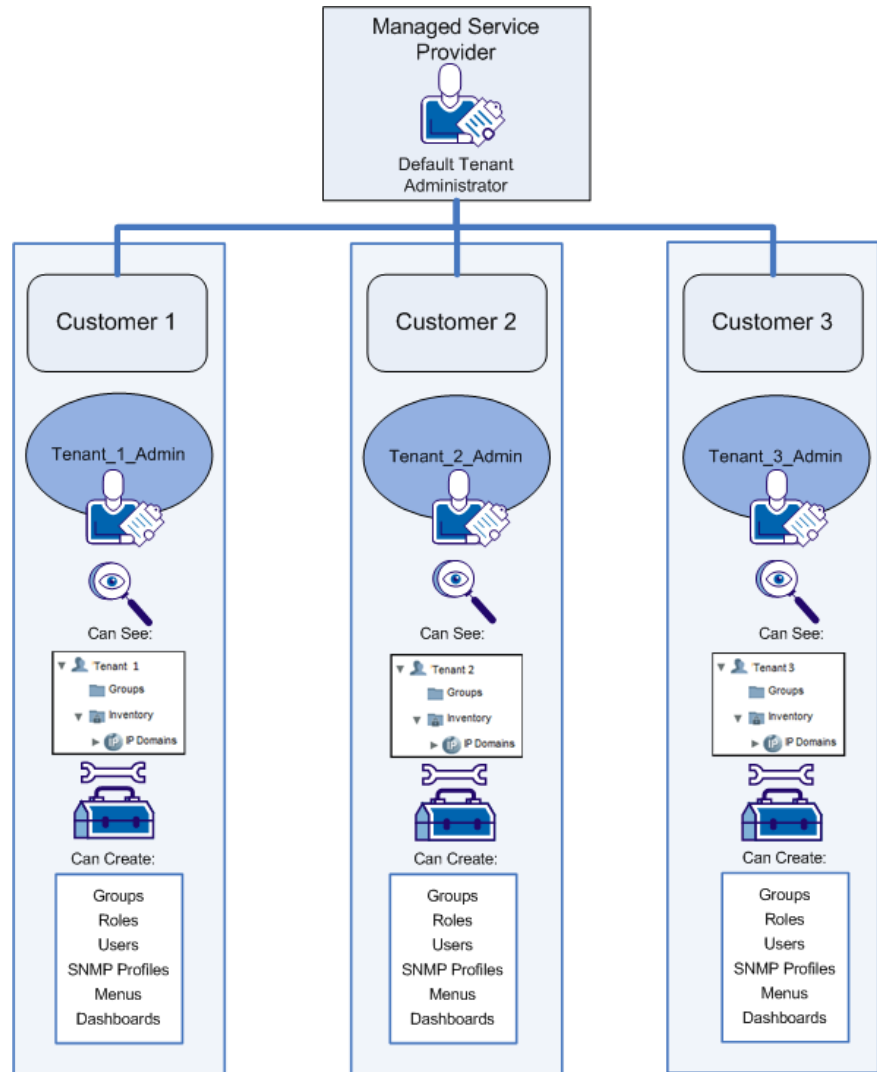 Managed Service
Provider
Default Tenant
Administrator
Customer 1
Tenant_1_Admin
Can See:
Tenant 1
Groups
Inventory
IP
IP Domains
Can Create:
Groups
Roles
Users
SNMP Profiles
Menus
Dashboards
Customer 2
Tenant_2_Admin
Can See:
Tenant 2
Groups
Inventory
IP
IP Domains
Can Create:
Groups
Roles
Users
SNMP Profiles
Menus
Dashboards
Customer 3
Tenant_3_Admin
Can See:
Tenant 3
Groups
Inventory
IP
IP Domains
Can Create:
Groups
Roles
Users
SNMP Profiles
Menus
Dashboards